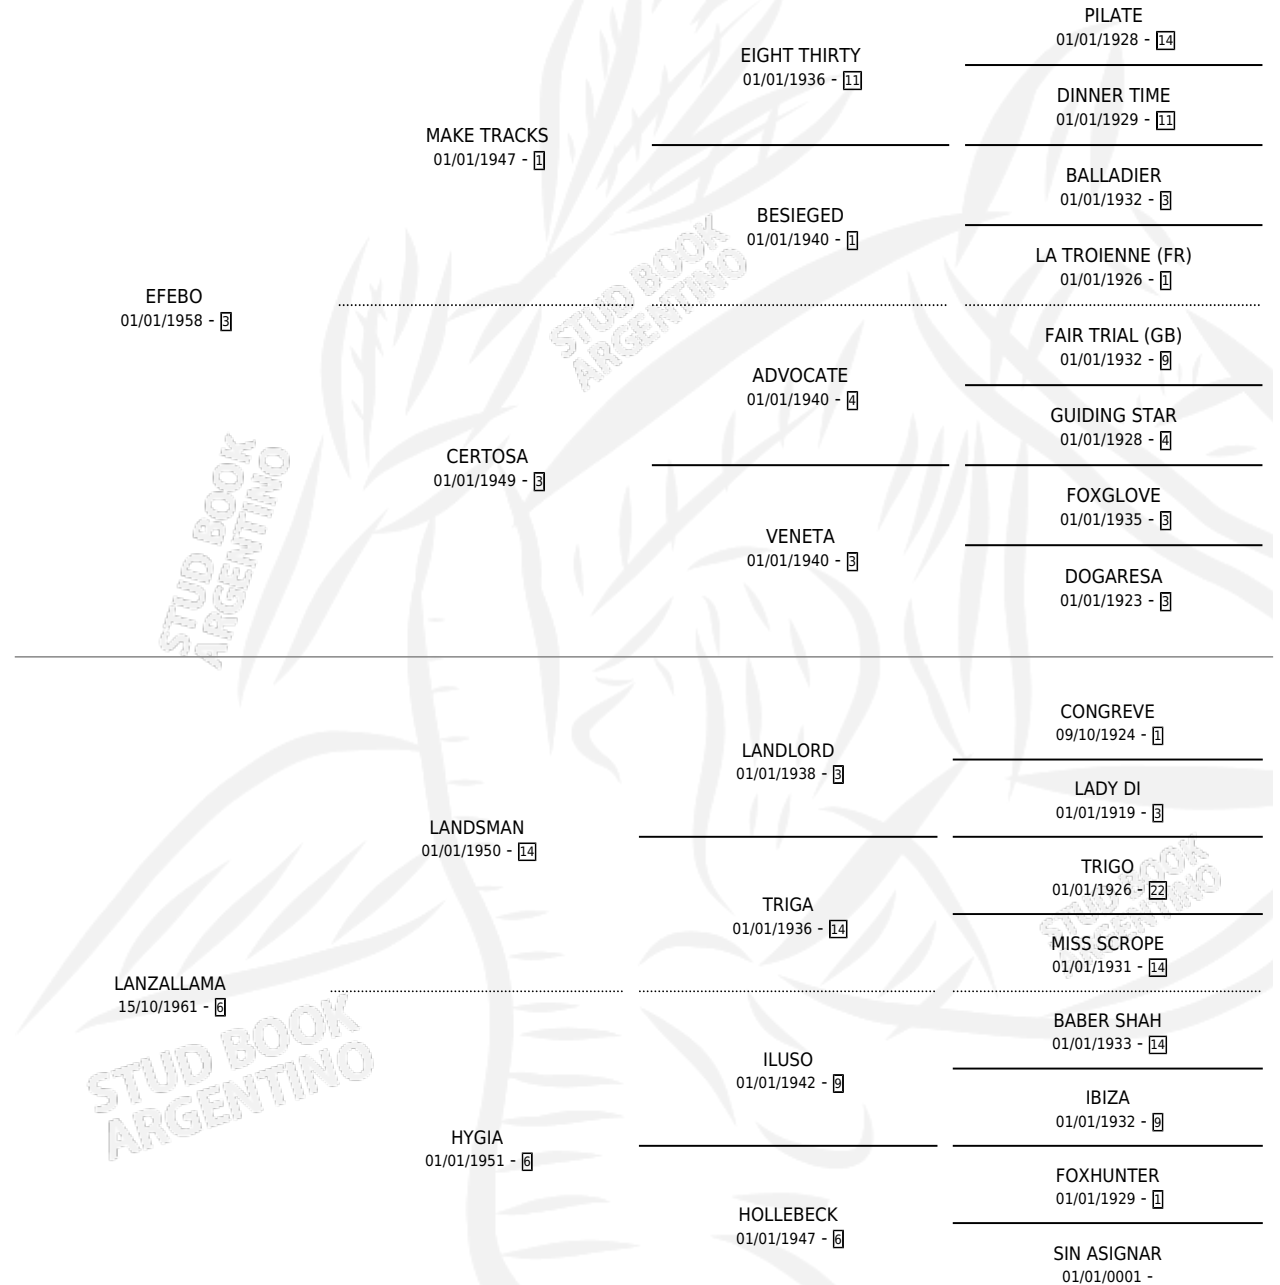 PILATE
01/01/1928 - 14
EIGHT THIRTY
01/01/1936 - 11
DINNER TIME
01/01/1929 - 11
MAKE TRACKS
01/01/1947 - 1
BALLADIER
01/01/1932 - 3
BESIEGED
01/01/1940 - 1
LA TROIENNE (FR)
01/01/1926 - 1
EFEBO
01/01/1958 - 3
FAIR TRIAL (GB)
01/01/1932 - 9
ADVOCATE
01/01/1940 - 4
GUIDING STAR
01/01/1928 - 4
CERTOSA
01/01/1949 - 3
FOXGLOVE
01/01/1935 - 3
VENETA
01/01/1940 - 3
DOGARESA
01/01/1923 - 3
CONGREVE
09/10/1924 - 1
LANDLORD
01/01/1938 - 3
LADY DI
01/01/1919 - 3
LANDSMAN
01/01/1950 - 14
TRIGO
01/01/1926 - 22
TRIGA
01/01/1936 - 14
MISS SCROPE
01/01/1931 - 14
LANZALLAMA
15/10/1961 - 6
BABER SHAH
01/01/1933 - 14
ILUSO
01/01/1942 - 9
IBIZA
01/01/1932 - 9
HYGIA
01/01/1951 - 6
FOXHUNTER
01/01/1929 - 1
HOLLEBECK
01/01/1947 - 6
SIN ASIGNAR
01/01/0001 -
STUD BOOK
ARGENTINO
STUD BOOK
ARGENTINO
STUD BOOK
ARGENTINO
STUD BOOK
ARGENTINO